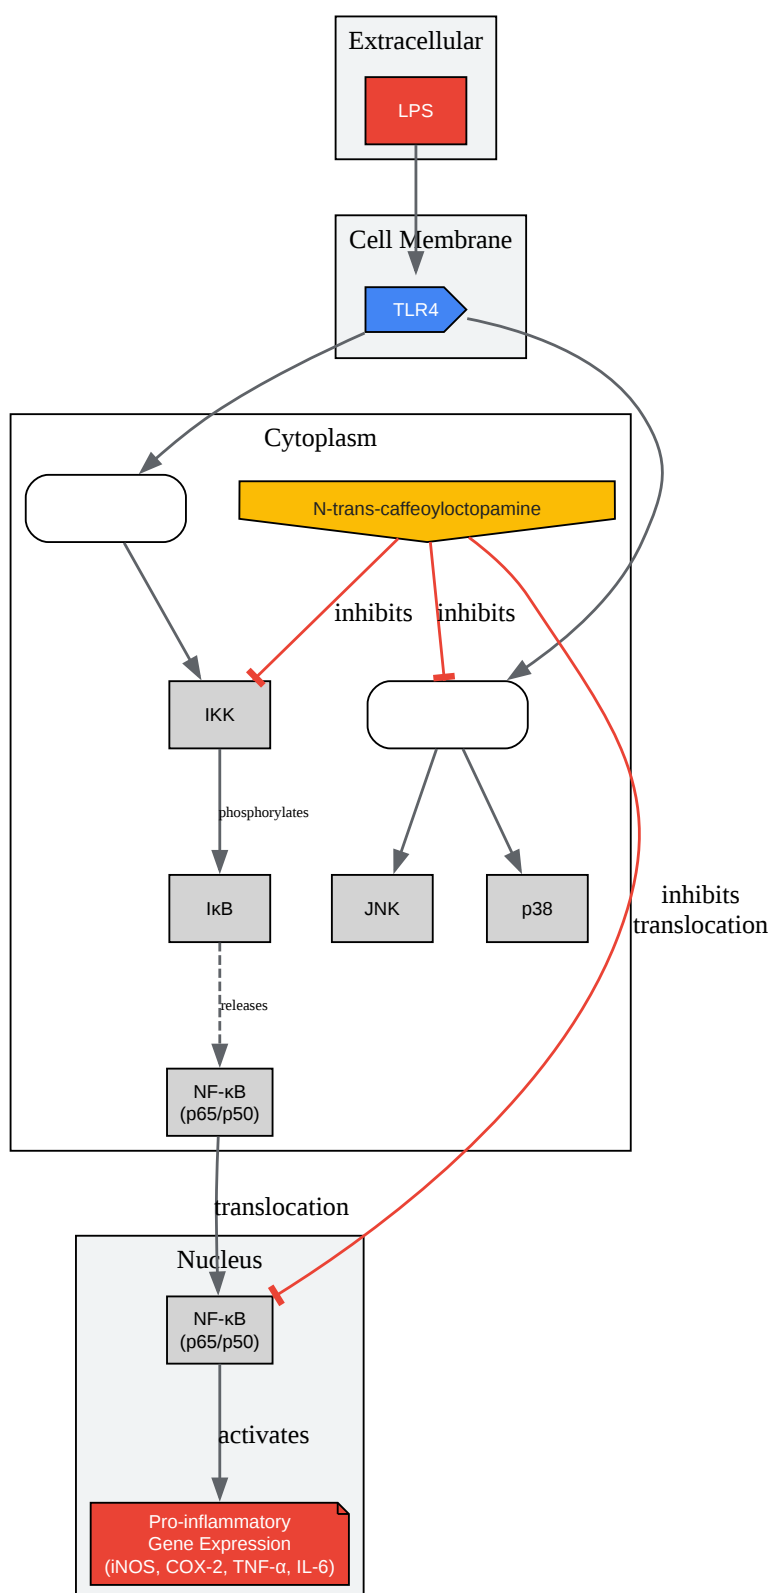 Extracellular
LPS
Cell Membrane
TLR4
Cytoplasm
N-trans-caffeoyloctopamine
inhibits
inhibits
IKK
phosphorylates
IκB
JNK
p38
inhibits
translocation
releases
NF-κB
(p65/p50)
translocation
Nucleus
NF-κB
(p65/p50)
activates
Pro-inflammatory
Gene Expression
(iNOS, COX-2, TNF-α, IL-6)